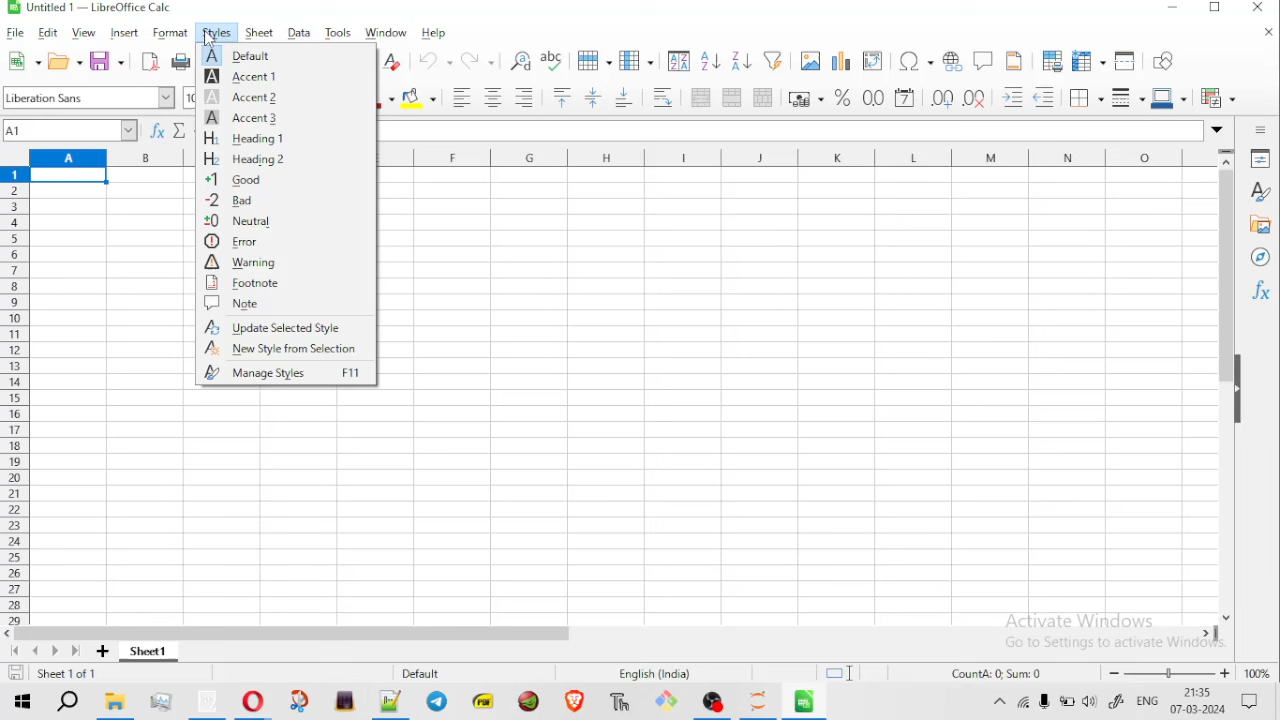 Untitled 1 — LibreOffice Calc
File Edit View Insert Format Styles Sheet Data Tools Window Help
Default
Accent 1
Accent 2
Accent 3
Heading 1
Heading 2
Good
Bad
Neutral
Error
Warning
Footnote
Note
Update Selected Style
New Style from Selection
Manage Styles F11
Liberation Sans
A1
A B F G H I J K L M N O
1
2
3
4
5
6
7
8
9
10
11
12
13
14
15
16
17
18
19
20
21
22
23
24
25
26
27
28
29
Activate Windows
Go to Settings to activate Windows.
Sheet1
Sheet 1 of 1 Default English (India) CountA: 0; Sum: 0 100%
ENG
21:35
07-03-2024